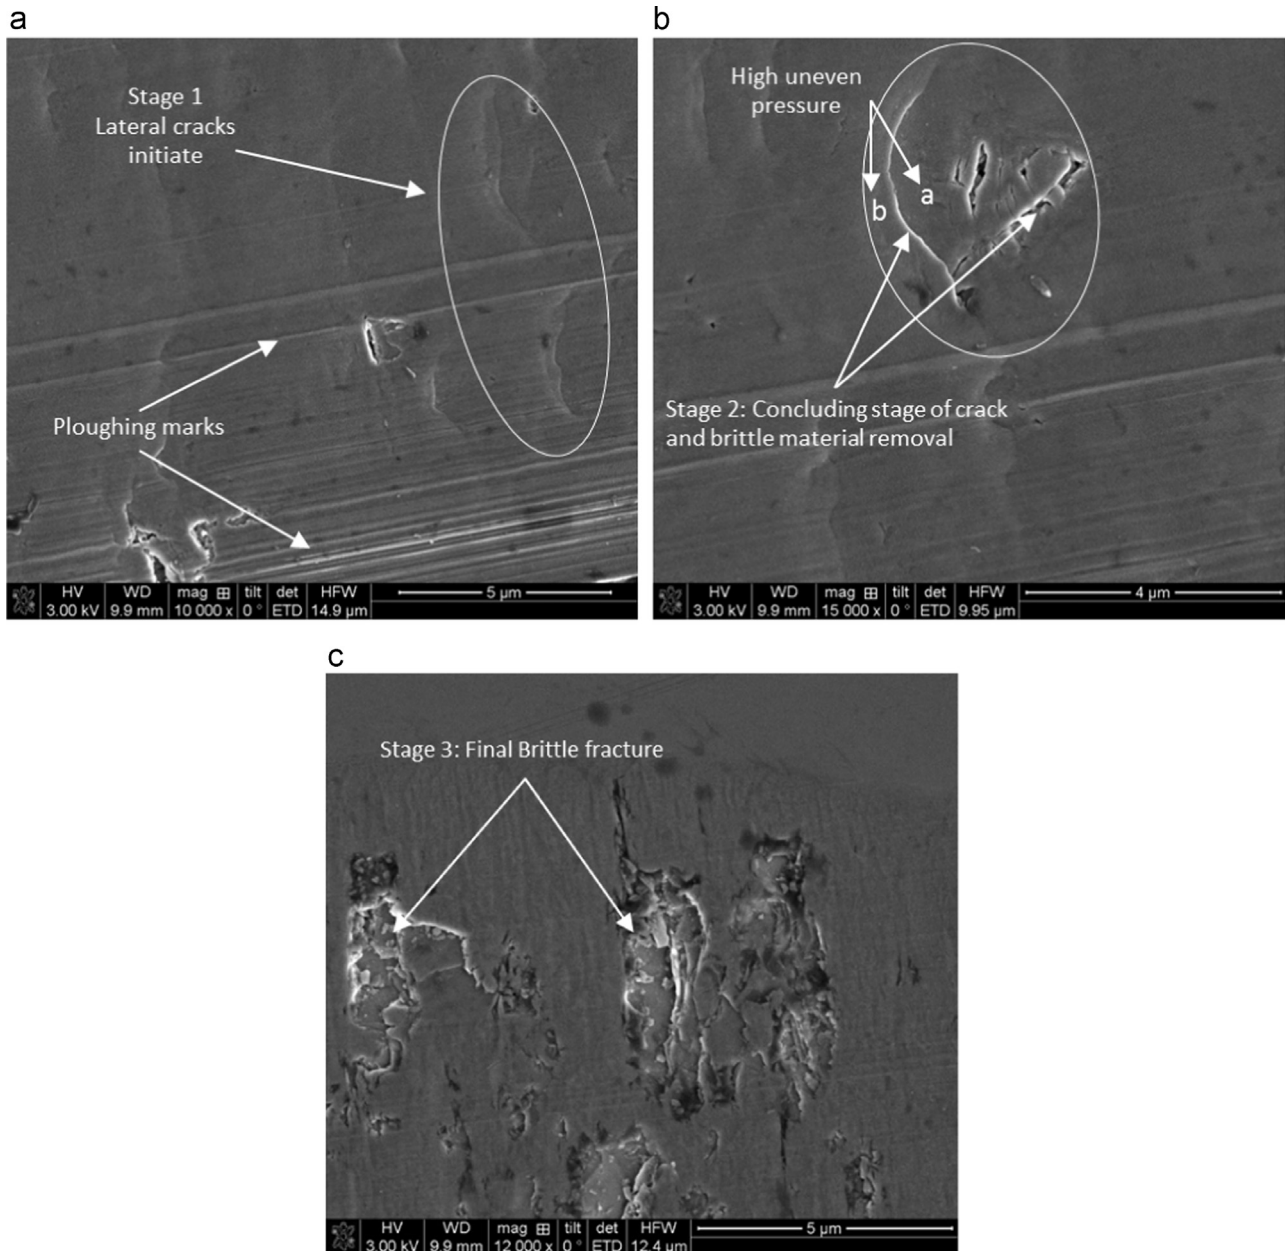 a
Stage 1
Lateral cracks
initiate
Ploughing marks
HV WD mag tilt det HFW 5 µm
3.00 kV 9.9 mm 10 000 x 0 ° ETD 14.9 µm
b
High uneven
pressure
a
b
Stage 2: Concluding stage of crack
and brittle material removal
HV WD mag tilt det HFW 4 µm
3.00 kV 9.9 mm 15 000 x 0 ° ETD 9.95 µm
c
Stage 3: Final Brittle fracture
HV WD mag tilt det HFW 5 µm
3.00 kV 9.9 mm 12 000 x 0 ° ETD 12.4 µm